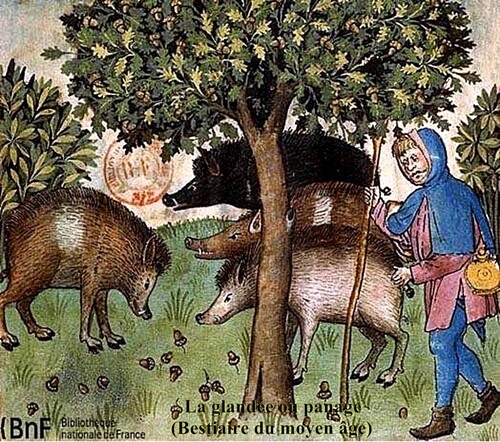 La glandée ou panage
(Bestiaire du moyen âge)
(BnF
Bibliothèque
nationale de France